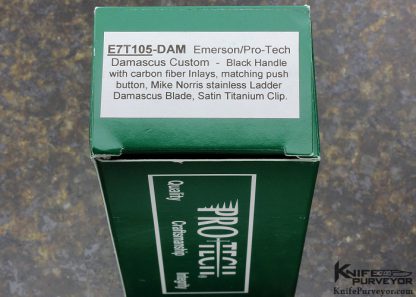 E7T105-DAM Emerson/Pro-Tech
Damascus Custom - Black Handle
with carbon fiber Inlays, matching push
button, Mike Norris stainless Ladder
Damascus Blade, Satin Titanium Clip.
PRO-TECH
Quality Craftsmanship Integrity
KNIFE
PURVEYOR
KnifePurveyor.com